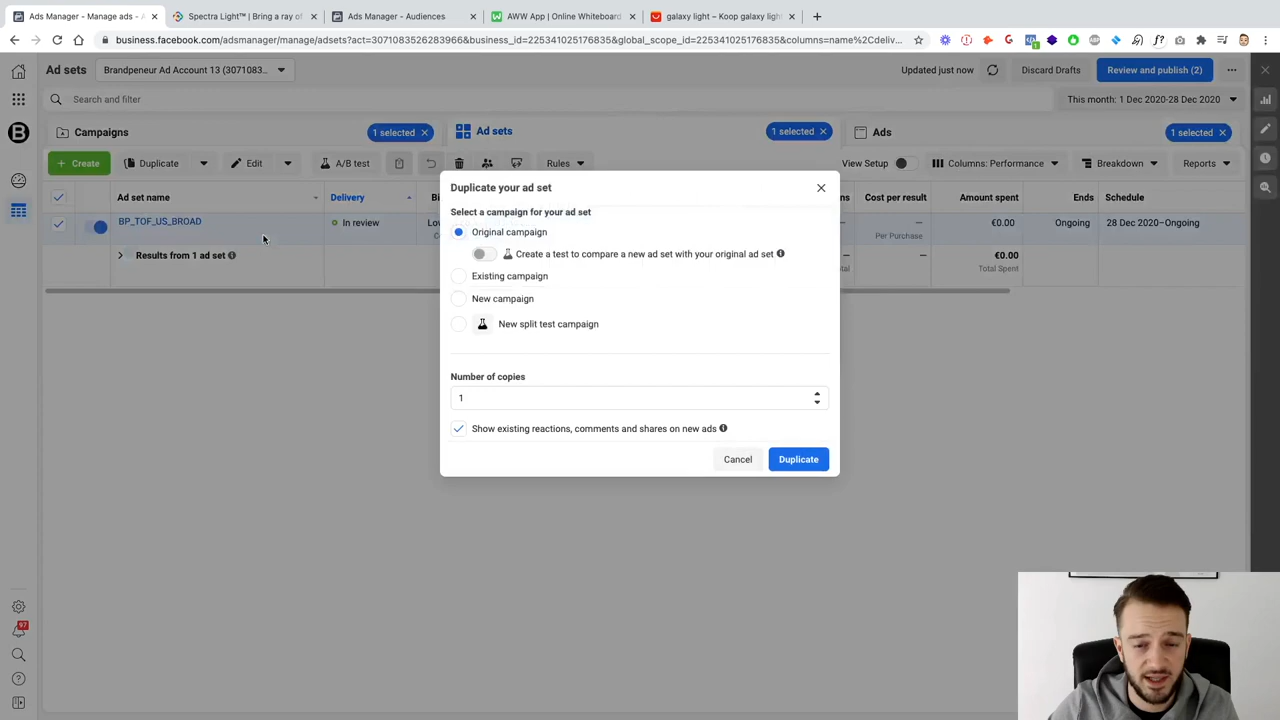 Ads Manager - Manage ads - A
Spectra Light™ | Bring a ray of
Ads Manager - Audiences
AWW App | Online Whiteboard
galaxy light – Koop galaxy light
business.facebook.com/adsmanager/manage/adsets?act=3071083526283966&business_id=225341025176835&global_scope_id=225341025176835&columns=name%2Cdeliv...
Ad sets
Brandpeneur Ad Account 13 (3071083...
Updated just now
Discard Drafts
Review and publish (2)
Search and filter
This month: 1 Dec 2020-28 Dec 2020
Campaigns
1 selected
Ad sets
1 selected
Ads
1 selected
+ Create
Duplicate
Edit
A/B test
Rules
View Setup
Columns: Performance
Breakdown
Reports
Ad set name
Delivery
Cost per result
Amount spent
Ends
Schedule
BP_TOF_US_BROAD
In review
—
Per Purchase
€0.00
Ongoing
28 Dec 2020–Ongoing
Results from 1 ad set
—
€0.00
Total Spent
Duplicate your ad set
Select a campaign for your ad set
Original campaign
Create a test to compare a new ad set with your original ad set
Existing campaign
New campaign
New split test campaign
Number of copies
1
Show existing reactions, comments and shares on new ads
Cancel
Duplicate
97